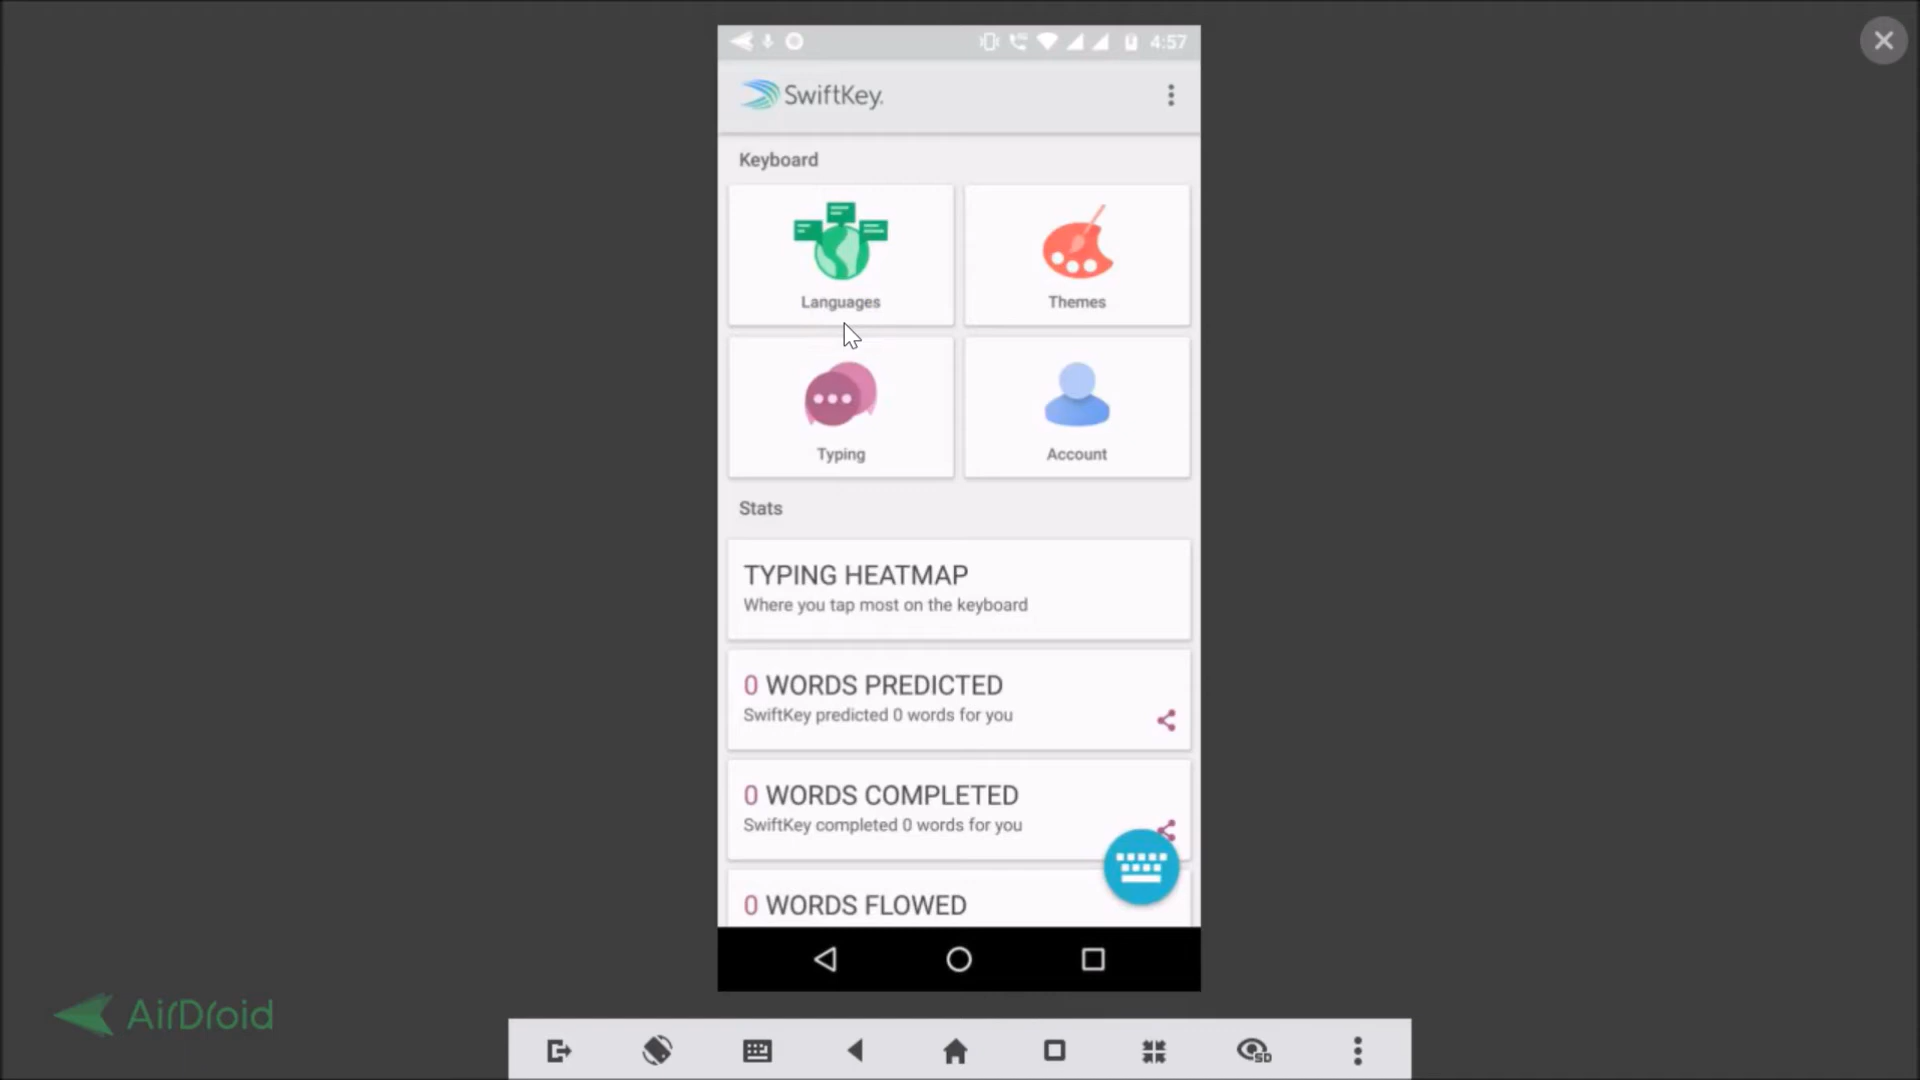 4:57
SwiftKey.
Keyboard
Languages
Themes
Typing
Account
Stats
TYPING HEATMAP
Where you tap most on the keyboard
0 WORDS PREDICTED
SwiftKey predicted 0 words for you
0 WORDS COMPLETED
SwiftKey completed 0 words for you
0 WORDS FLOWED
AirDroid
SD